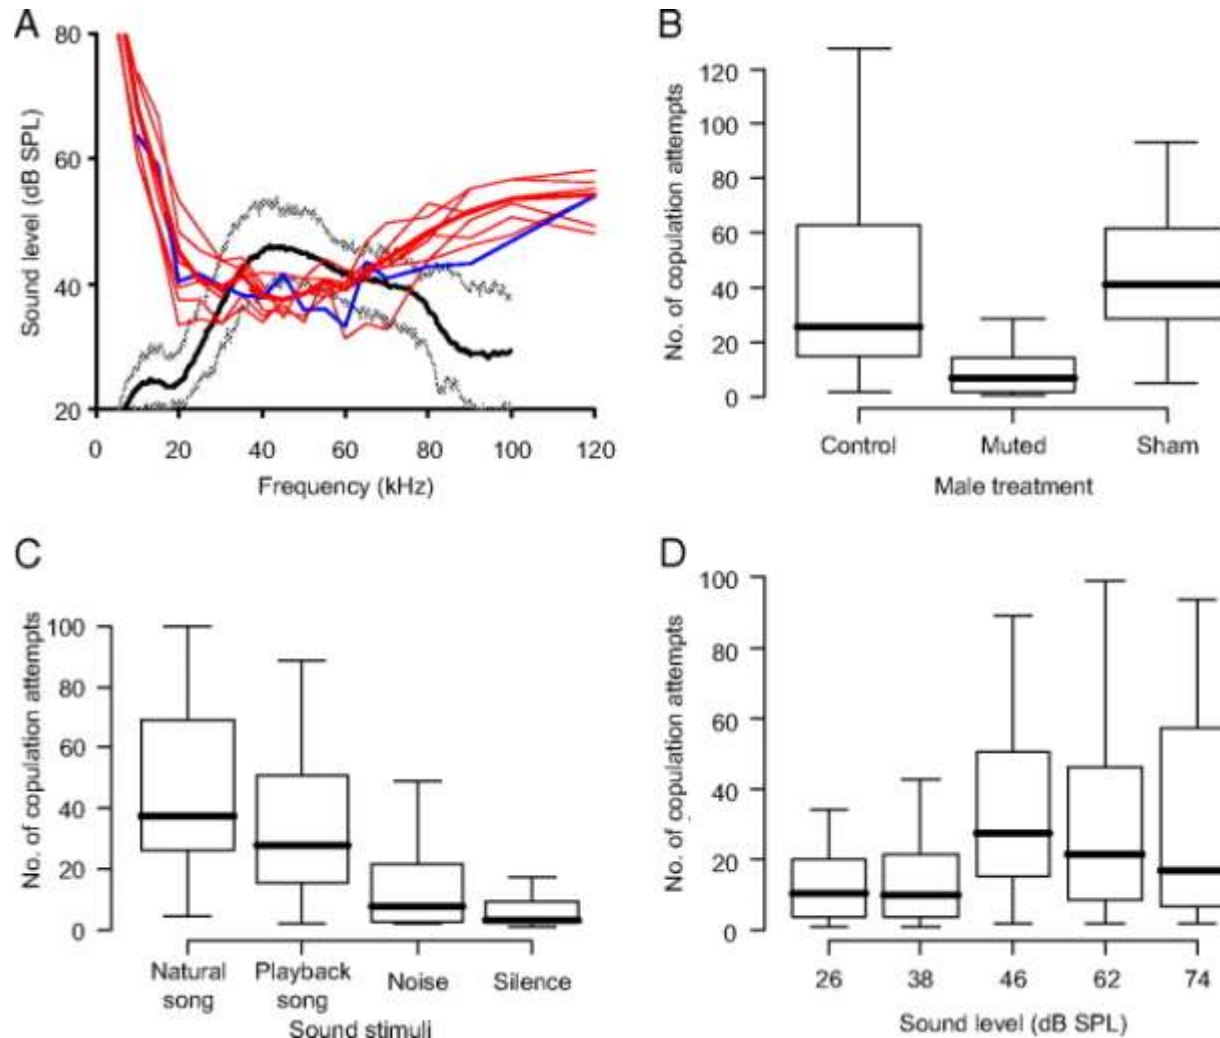 A
80
60
40
20
Sound level (dB SPL)
0 20 40 60 80 100 120
Frequency (kHz)
B
120
100
80
60
40
20
0
No. of copulation attempts
Control Muted Sham
Male treatment
C
100
80
60
40
20
0
No. of copulation attempts
Natural song
Playback song
Noise
Silence
Sound stimuli
D
100
80
60
40
20
0
No. of copulation attempts
26 38 46 62 74
Sound level (dB SPL)